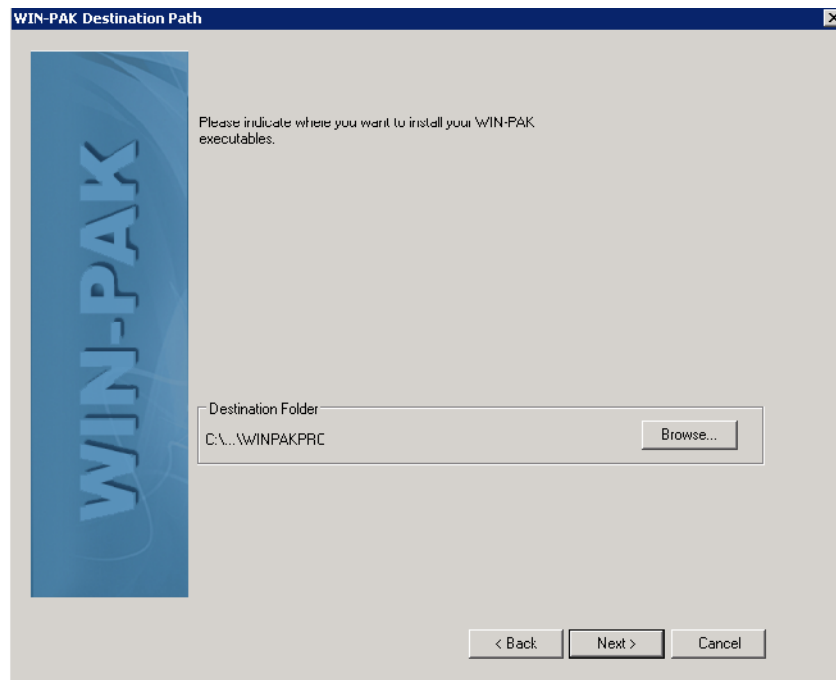 WIN-PAK Destination Path
WIN-PAK
Please indicate where you want to install your WIN-PAK
executables.
Destination Folder
C:\...\WINPAKPRC
Browse...
< Back
Next >
Cancel